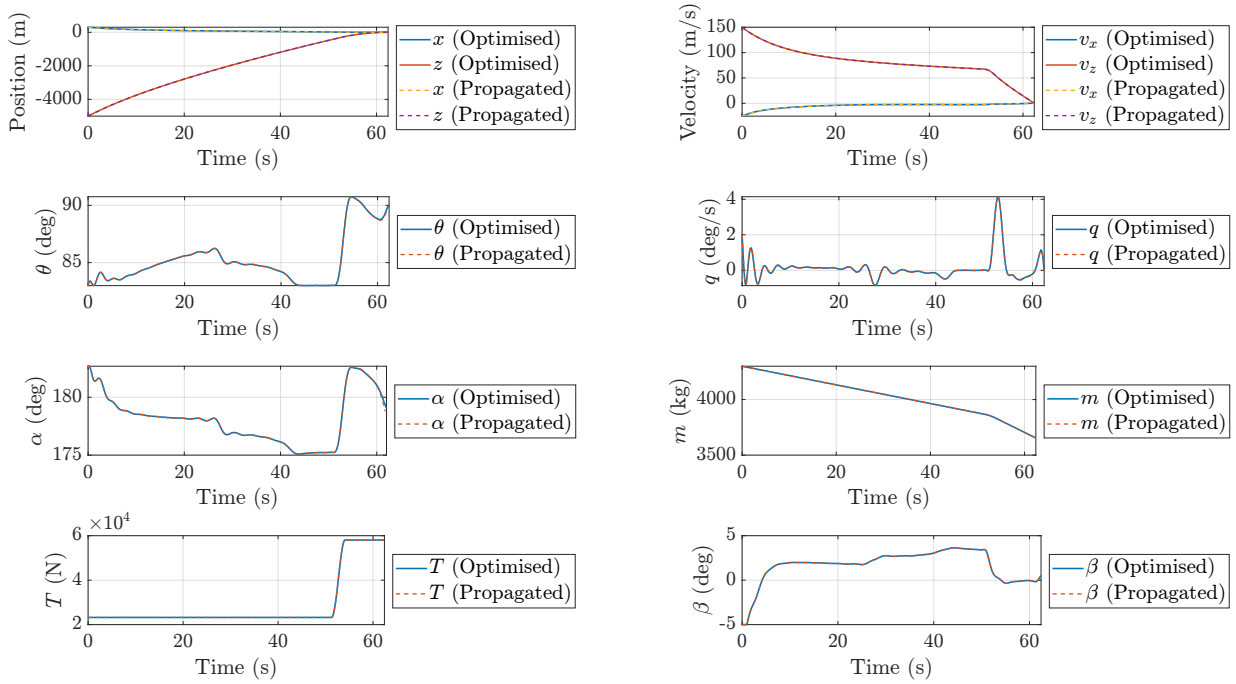 Position (m)
0
-2000
-4000
0 20 40 60
Time (s)
x (Optimised)
z (Optimised)
x (Propagated)
z (Propagated)
Velocity (m/s)
150
100
50
0
0 20 40 60
Time (s)
v_x (Optimised)
v_z (Optimised)
v_x (Propagated)
v_z (Propagated)
θ (deg)
90
85
0 20 40 60
Time (s)
θ (Optimised)
θ (Propagated)
q (deg/s)
4
2
0
0 20 40 60
Time (s)
q (Optimised)
q (Propagated)
α (deg)
180
175
0 20 40 60
Time (s)
α (Optimised)
α (Propagated)
m (kg)
4000
3500
0 20 40 60
Time (s)
m (Optimised)
m (Propagated)
×10⁴
T (N)
6
4
2
0 20 40 60
Time (s)
T (Optimised)
T (Propagated)
β (deg)
5
0
-5
0 20 40 60
Time (s)
β (Optimised)
β (Propagated)